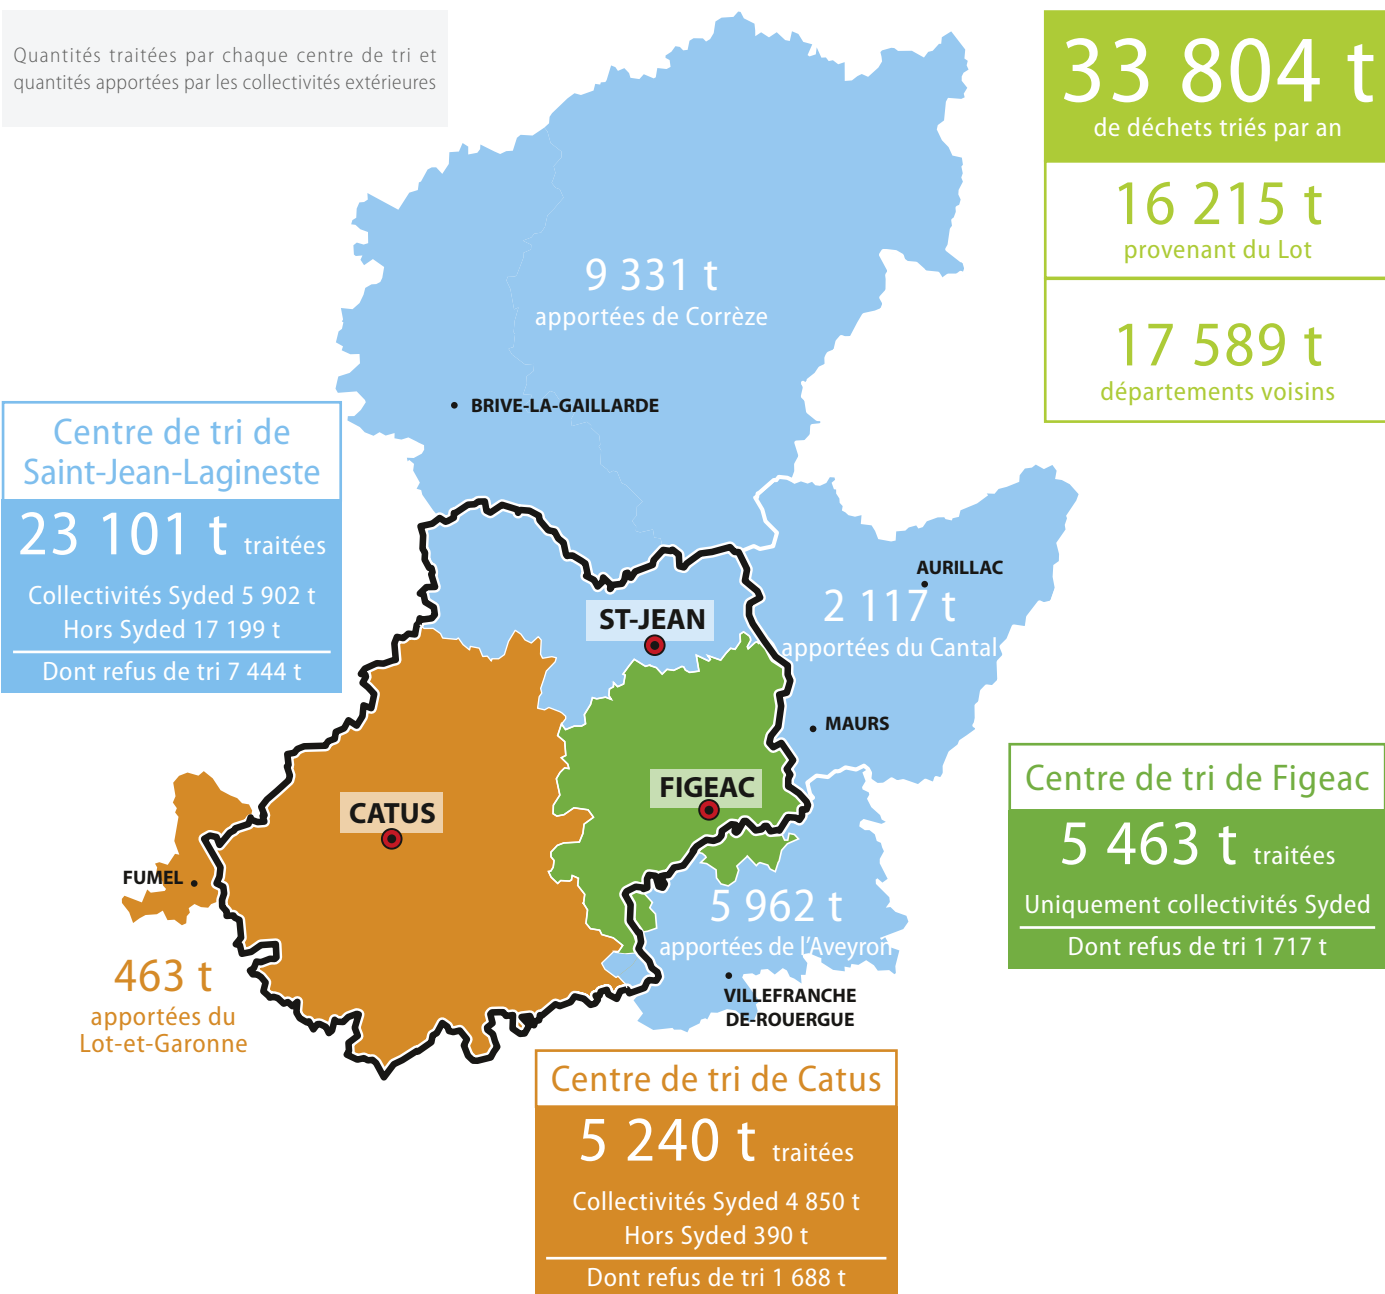 Quantités traitées par chaque centre de tri et
quantités apportées par les collectivités extérieures
33 804 t
de déchets triés par an
16 215 t
provenant du Lot
17 589 t
départements voisins
9 331 t
apportées de Corrèze
BRIVE-LA-GAILLARDE
Centre de tri de
Saint-Jean-Lagineste
23 101 t traitées
Collectivités Syded 5 902 t
Hors Syded 17 199 t
Dont refus de tri 7 444 t
AURILLAC
2 117 t
apportées du Cantal
ST-JEAN
MAURS
FIGEAC
CATUS
Centre de tri de Figeac
5 463 t traitées
Uniquement collectivités Syded
Dont refus de tri 1 717 t
FUMEL
463 t
apportées du
Lot-et-Garonne
5 962 t
apportées de l'Aveyron
VILLEFRANCHE
DE-ROUERGUE
Centre de tri de Catus
5 240 t traitées
Collectivités Syded 4 850 t
Hors Syded 390 t
Dont refus de tri 1 688 t